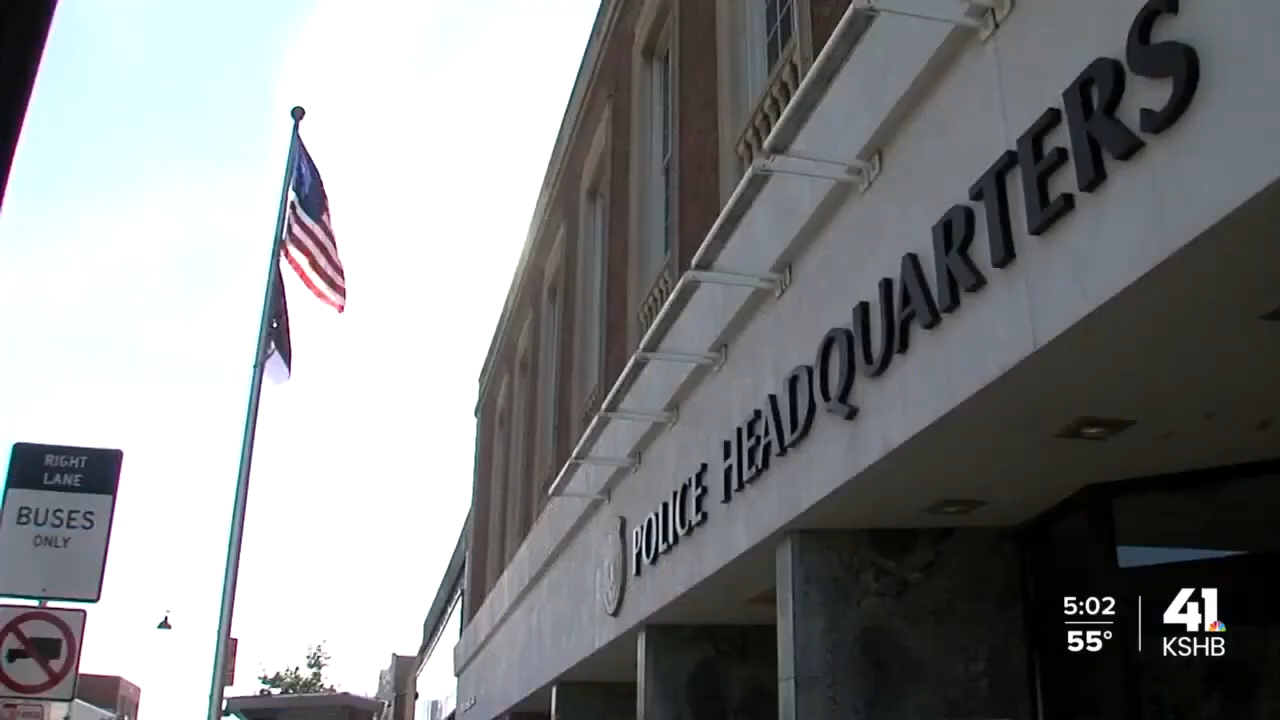 POLICE HEADQUARTERS
RIGHT
LANE
BUSES
ONLY
5:02
55°
41
KSHB